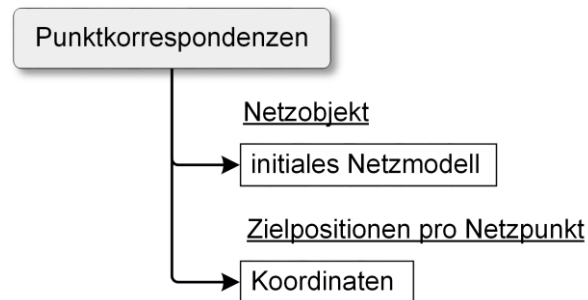 Punktkorrespondenzen
Netzobjekt
initiales Netzmodell
Zielpositionen pro Netzpunkt
Koordinaten